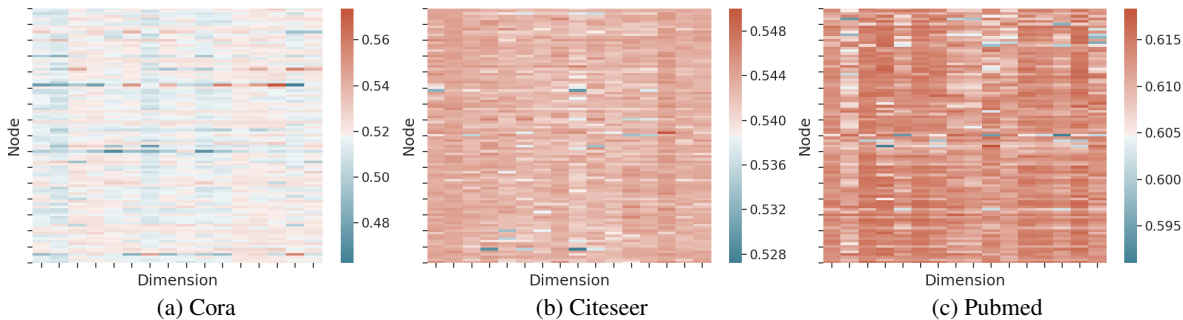 Node
0.56
0.54
0.52
0.50
0.48
Dimension
(a) Cora
Node
0.548
0.544
0.540
0.536
0.532
0.528
Dimension
(b) Citeseer
Node
0.615
0.610
0.605
0.600
0.595
Dimension
(c) Pubmed